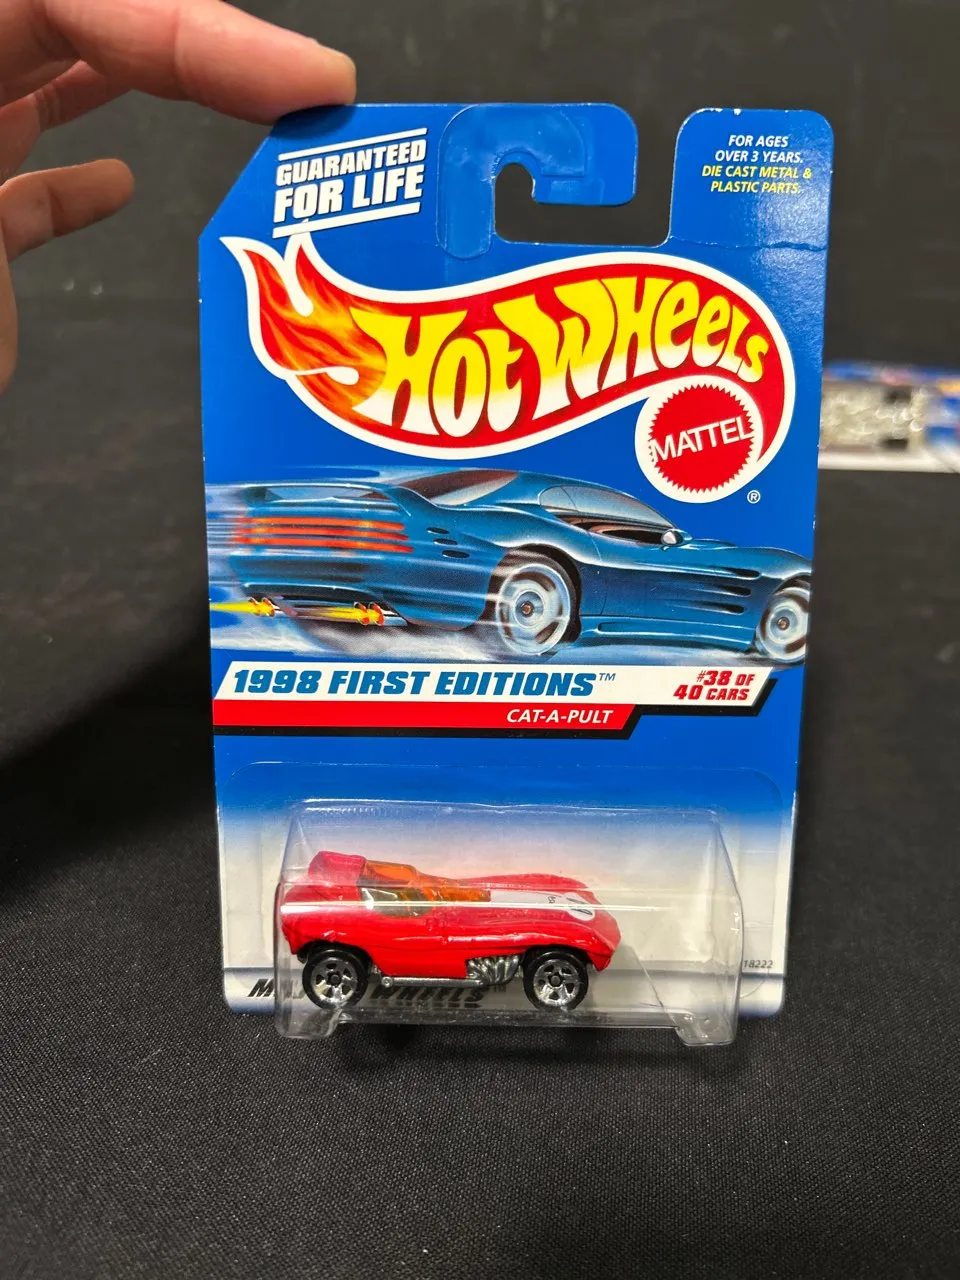 GUARANTEED
FOR LIFE
FOR AGES
OVER 3 YEARS.
DIE CAST METAL &
PLASTIC PARTS.
HOT WHEELS
MATTEL
®
1998 FIRST EDITIONS™
#38 OF
40 CARS
CAT-A-PULT
18222
WHEELS